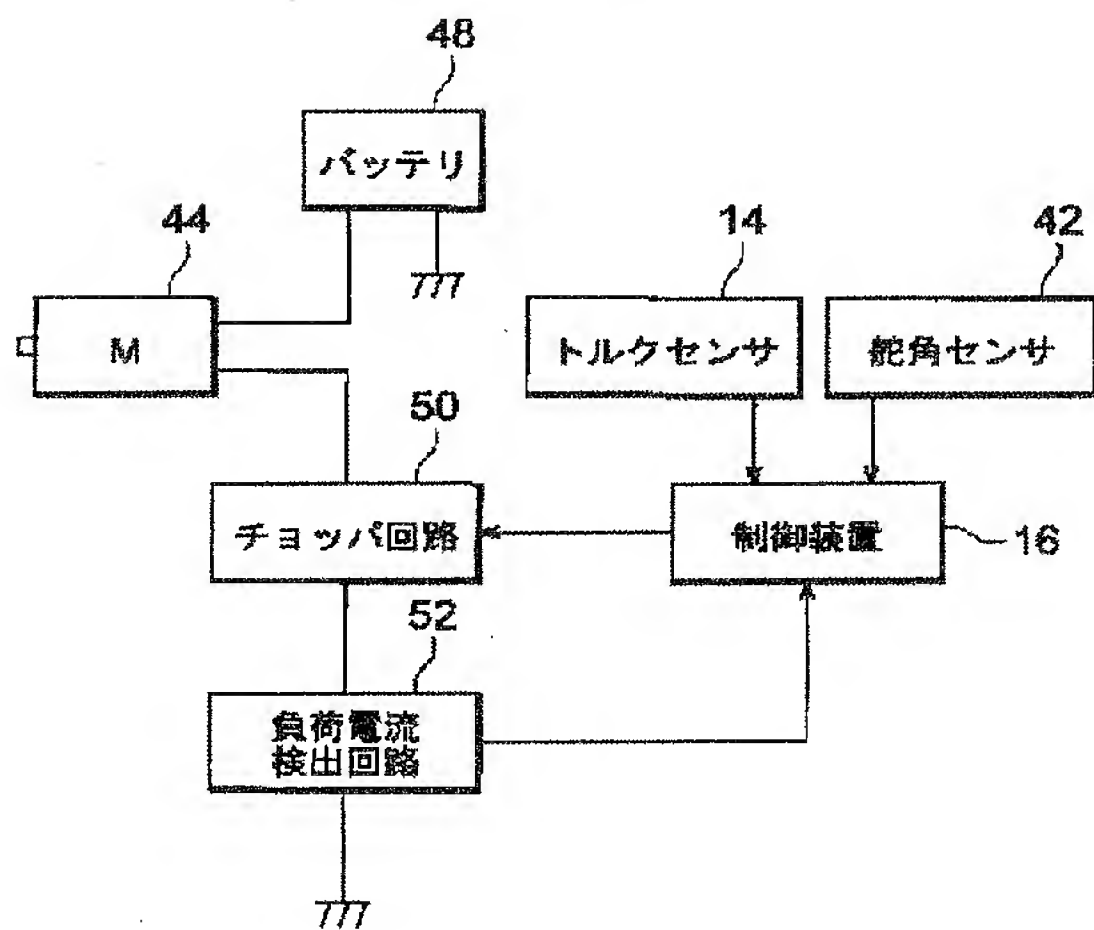 48
バッテリ
44
14
42
M
トルクセンサ
舵角センサ
50
チョッパ回路
制御装置
16
52
負荷電流
検出回路